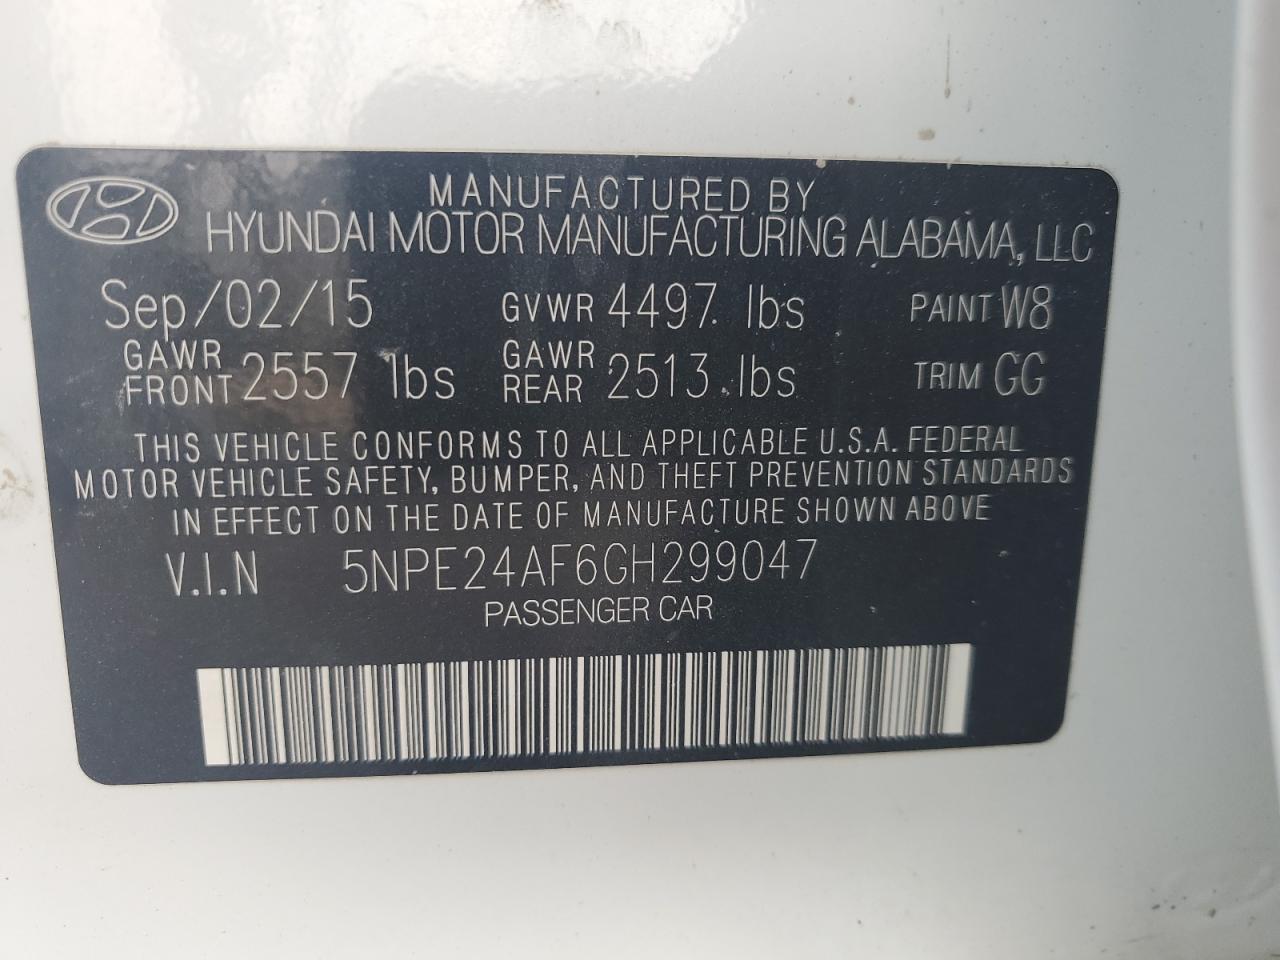 MANUFACTURED BY
HYUNDAI MOTOR MANUFACTURING ALABAMA, LLC
Sep/02/15 GVWR 4497 lbs PAINT W8
GAWR FRONT 2557 lbs GAWR REAR 2513 lbs TRIM GG
THIS VEHICLE CONFORMS TO ALL APPLICABLE U.S.A. FEDERAL
MOTOR VEHICLE SAFETY, BUMPER, AND THEFT PREVENTION STANDARDS
IN EFFECT ON THE DATE OF MANUFACTURE SHOWN ABOVE
V.I.N 5NPE24AF6GH299047
PASSENGER CAR